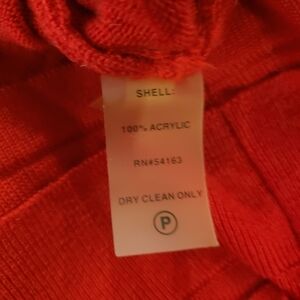 SHELL:
100% ACRYLIC
RN#54163
DRY CLEAN ONLY
P